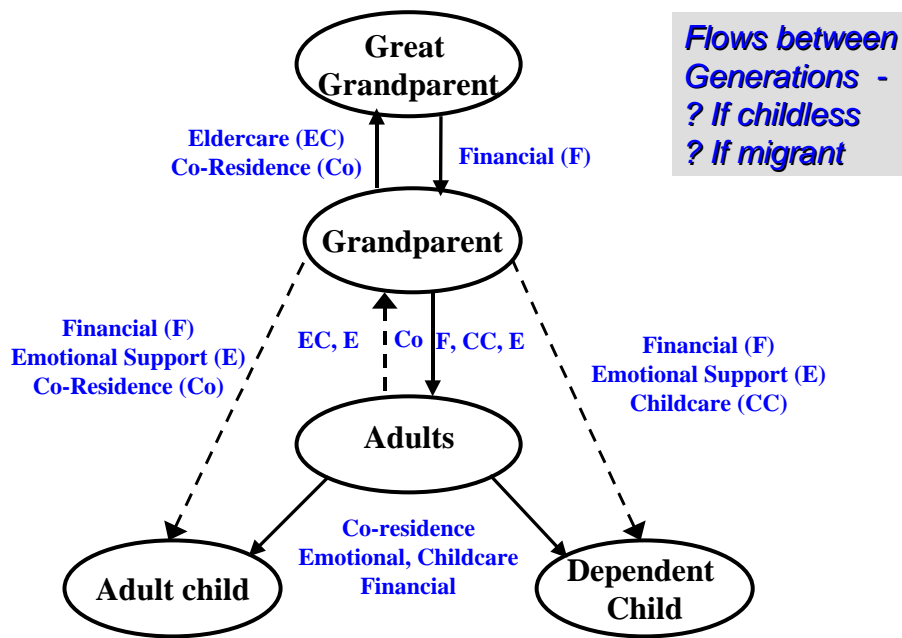 Great
Grandparent
Flows between
Generations -
? If childless
? If migrant
Eldercare (EC)
Co-Residence (Co)
Financial (F)
Grandparent
Financial (F)
Emotional Support (E)
Co-Residence (Co)
EC, E
Co
F, CC, E
Financial (F)
Emotional Support (E)
Childcare (CC)
Adults
Co-residence
Emotional, Childcare
Financial
Adult child
Dependent
Child